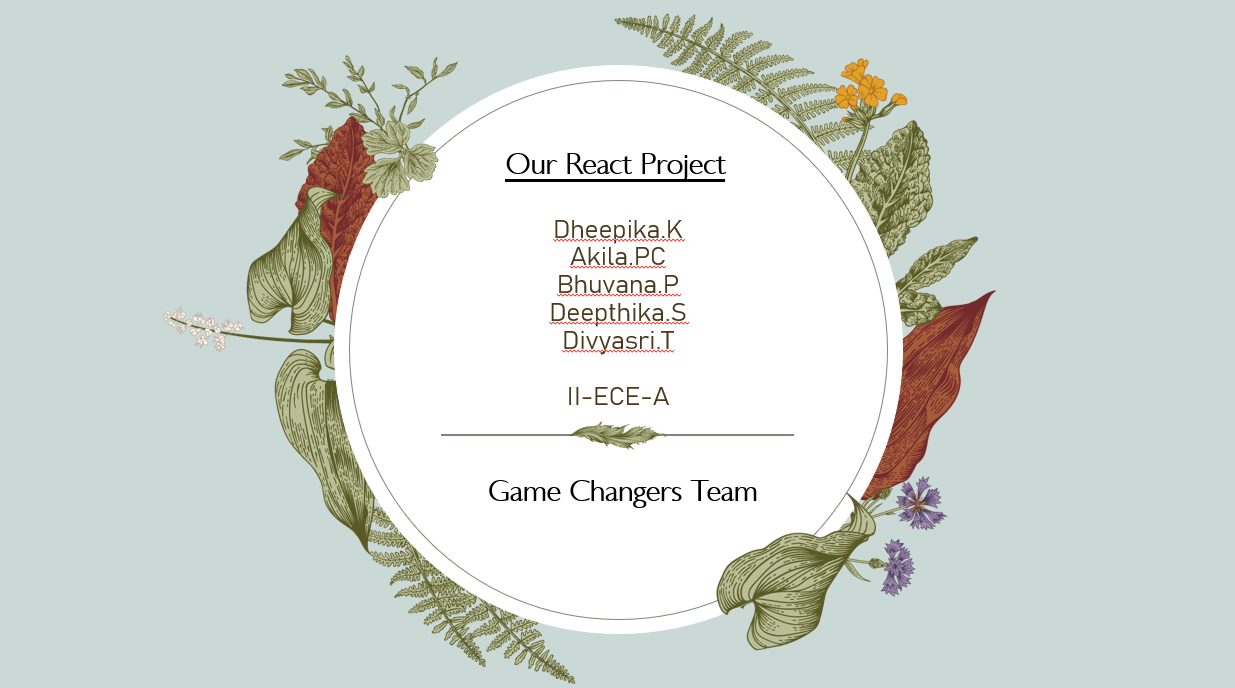 Our React Project
Dheepika.K
Akila.PC
Bhuvana.P
Deepthika.S
Divyasri.T
II-ECE-A
Game Changers Team